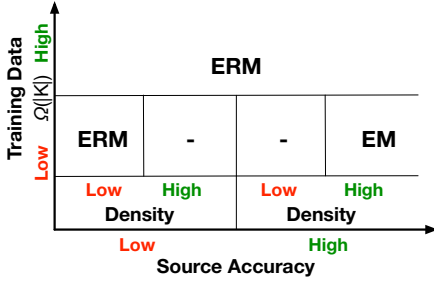 Training Data
Low Ω(|K|) High
ERM
ERM - - EM
Low High Low High
Density Density
Low High
Source Accuracy